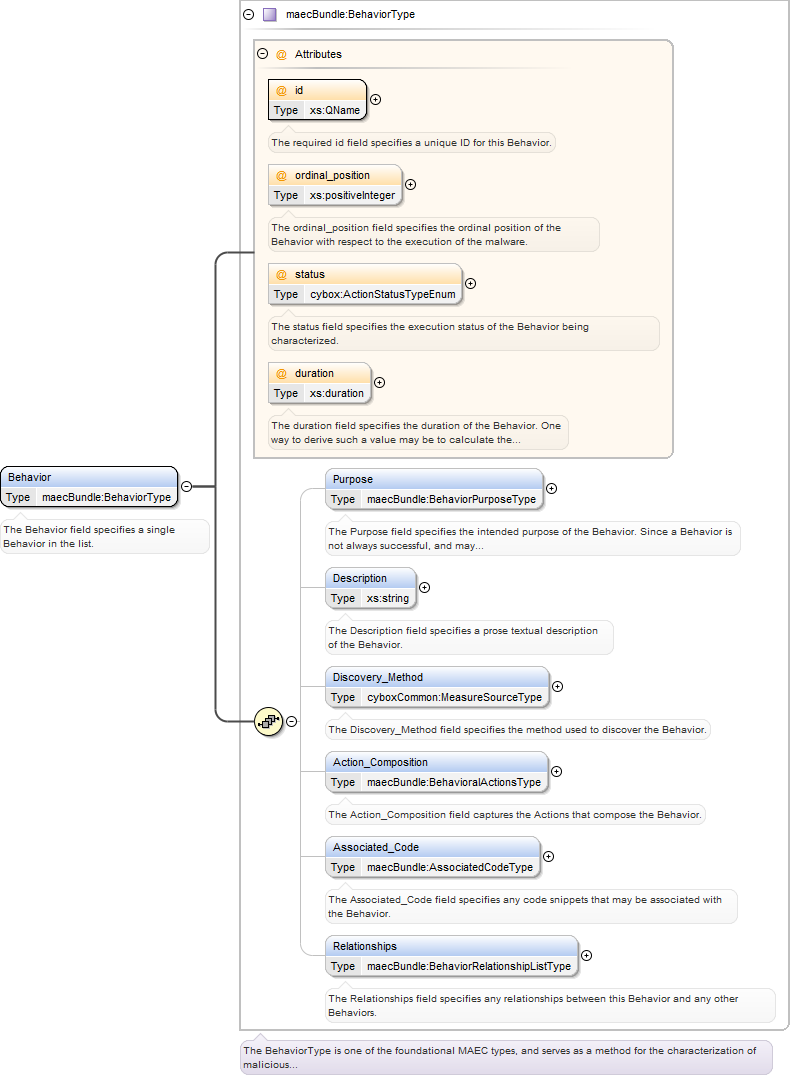 maecBundle:BehaviorType
@ Attributes
@ id
Type xs:QName
The required id field specifies a unique ID for this Behavior.
@ ordinal_position
Type xs:positiveInteger
The ordinal_position field specifies the ordinal position of the
Behavior with respect to the execution of the malware.
@ status
Type cybox:ActionStatusTypeEnum
The status field specifies the execution status of the Behavior being
characterized.
@ duration
Type xs:duration
The duration field specifies the duration of the Behavior. One
way to derive such a value may be to calculate the...
Behavior
Type maecBundle:BehaviorType
The Behavior field specifies a single
Behavior in the list.
Purpose
Type maecBundle:BehaviorPurposeType
The Purpose field specifies the intended purpose of the Behavior. Since a Behavior is
not always successful, and may...
Description
Type xs:string
The Description field specifies a prose textual description
of the Behavior.
Discovery_Method
Type cyboxCommon:MeasureSourceType
The Discovery_Method field specifies the method used to discover the Behavior.
Action_Composition
Type maecBundle:BehavioralActionsType
The Action_Composition field captures the Actions that compose the Behavior.
Associated_Code
Type maecBundle:AssociatedCodeType
The Associated_Code field specifies any code snippets that may be associated with
the Behavior.
Relationships
Type maecBundle:BehaviorRelationshipListType
The Relationships field specifies any relationships between this Behavior and any other
Behaviors.
The BehaviorType is one of the foundational MAEC types, and serves as a method for the characterization of
malicious...